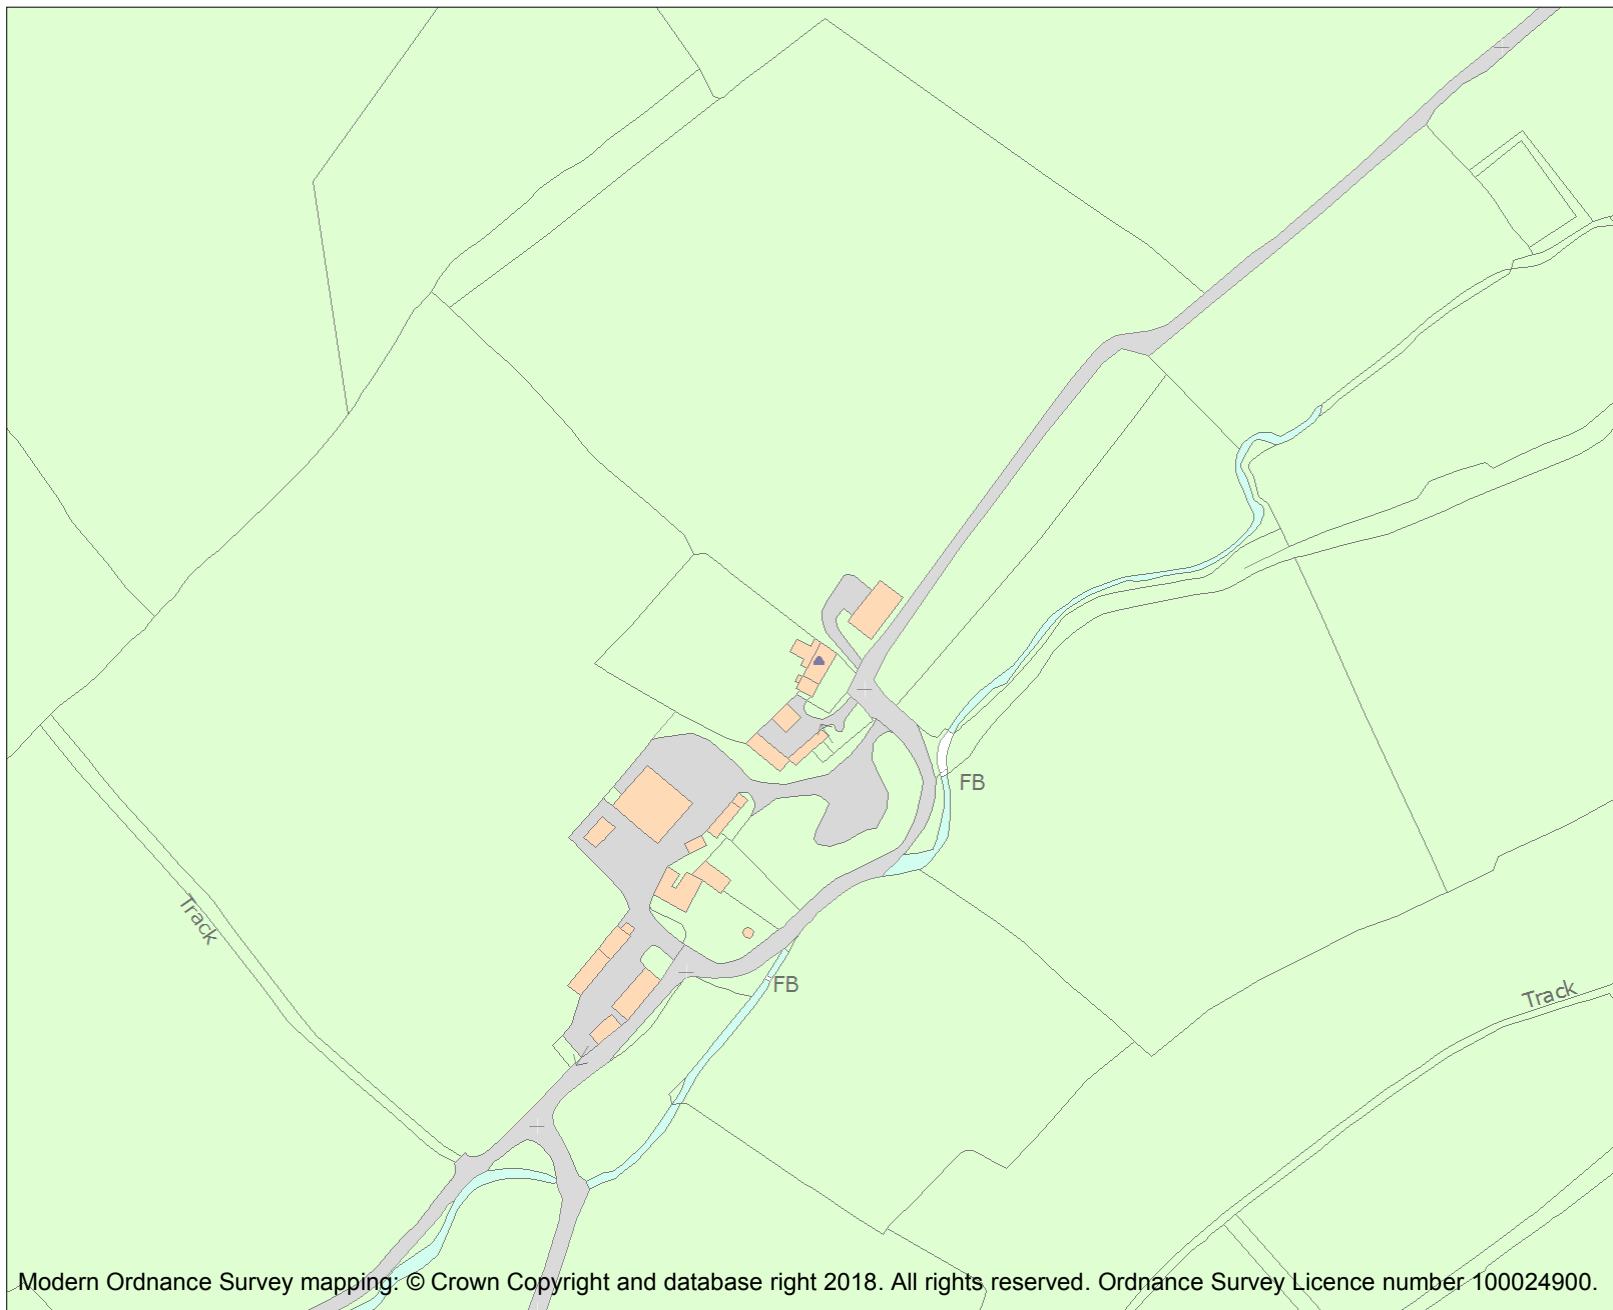 FB
Track
FB
Track
Modern Ordnance Survey mapping: © Crown Copyright and database right 2018. All rights reserved. Ordnance Survey Licence number 100024900.